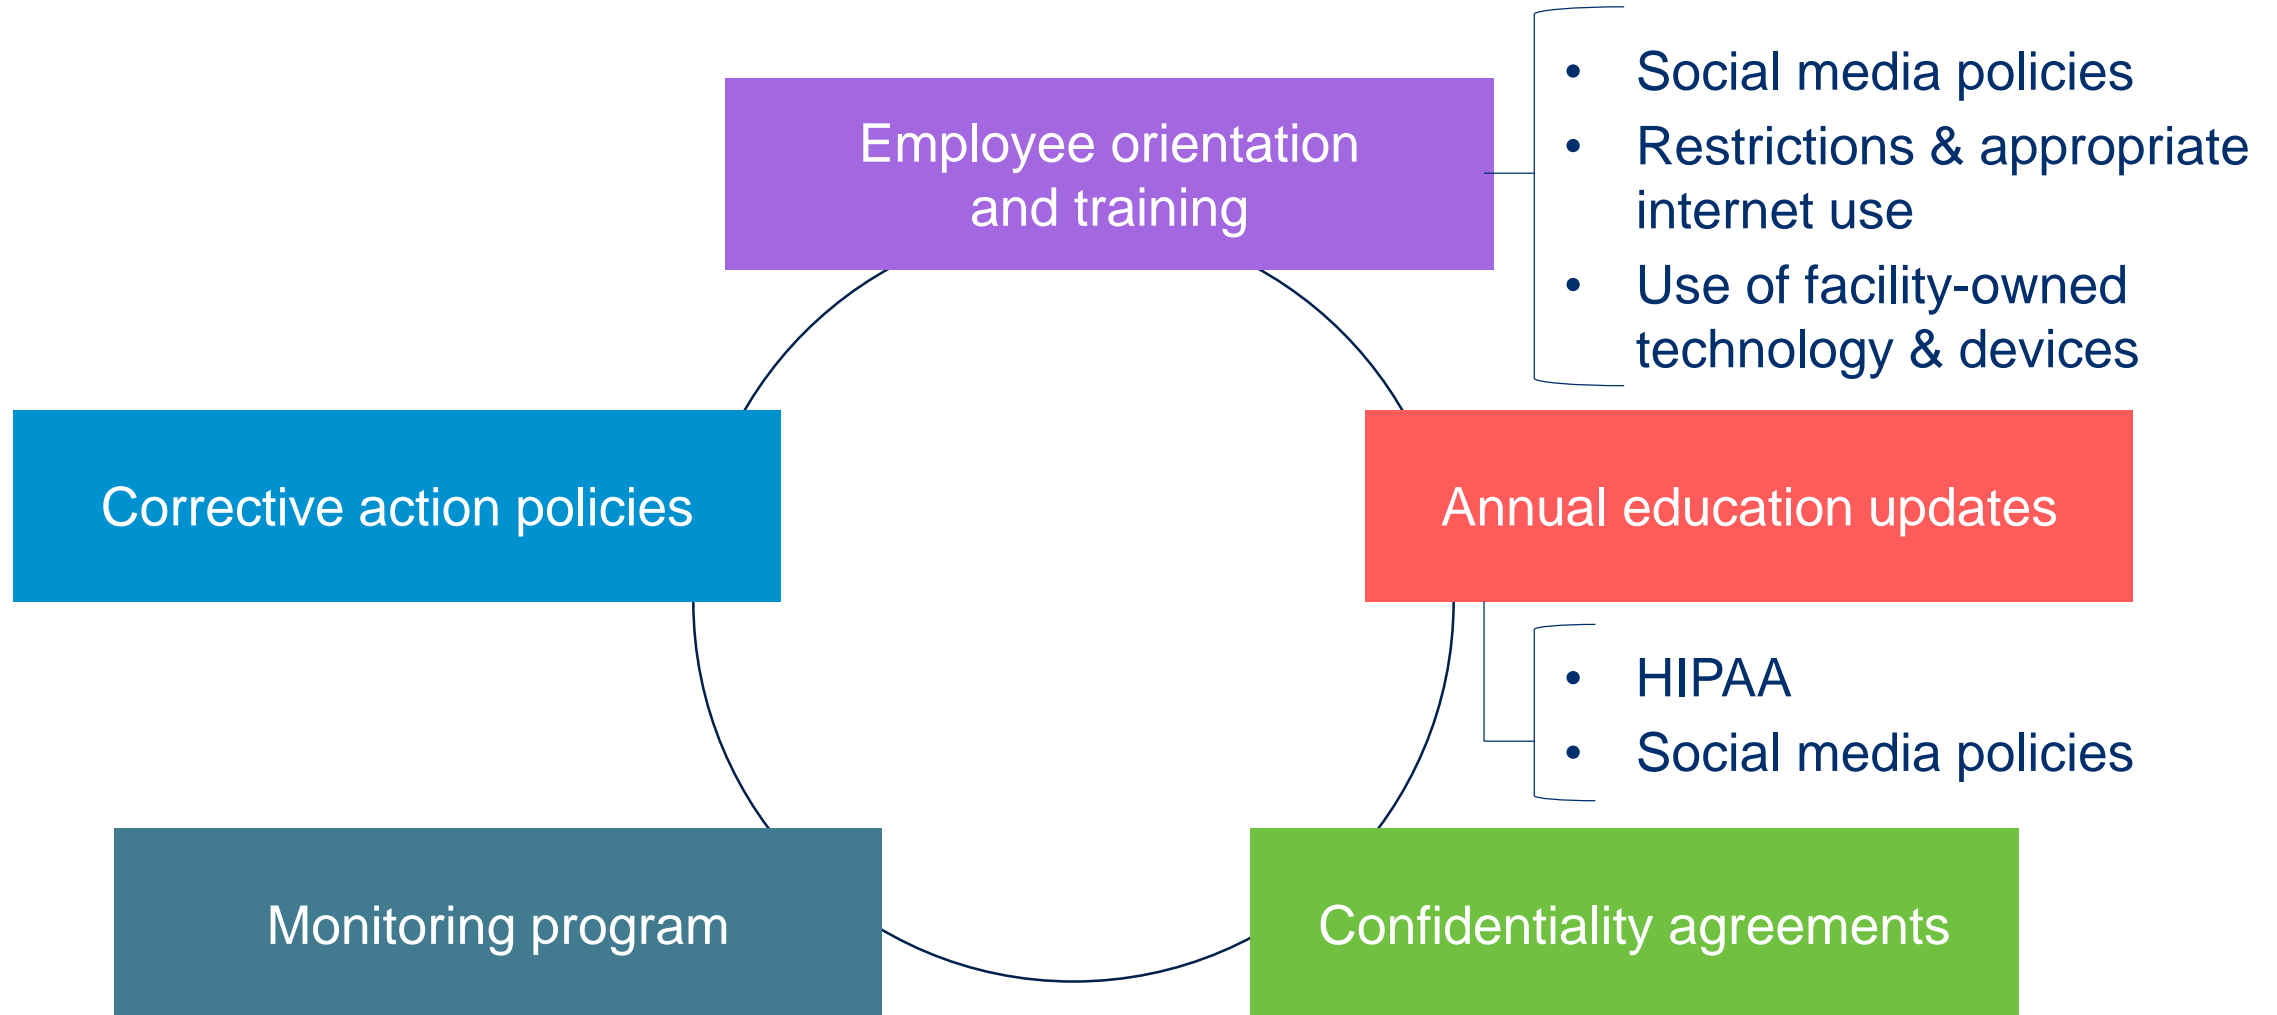 Employee orientation
and training
• Social media policies
• Restrictions & appropriate
internet use
• Use of facility-owned
technology & devices
Corrective action policies
Annual education updates
• HIPAA
• Social media policies
Monitoring program
Confidentiality agreements